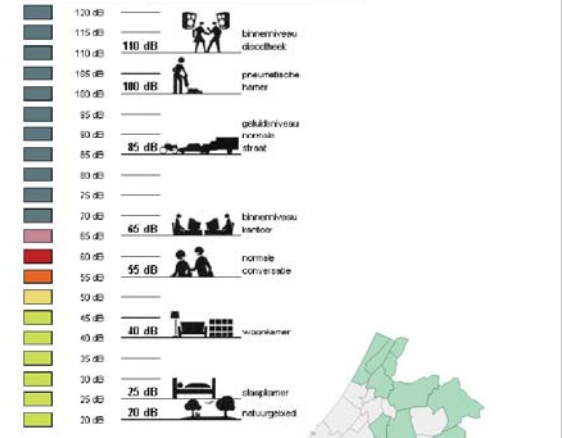 120 dB
115 dB
110 dB
105 dB
100 dB
95 dB
90 dB
85 dB
80 dB
75 dB
70 dB
65 dB
60 dB
55 dB
50 dB
45 dB
40 dB
35 dB
30 dB
25 dB
20 dB
110 dB
binnenniveau
discotheek
100 dB
pneumatische
hamer
85 dB
geluidsniveau
normale
straat
65 dB
binnenniveau
kantoor
55 dB
normale
conversatie
40 dB
woonkamer
25 dB
slaapkamer
20 dB
natuurgebied